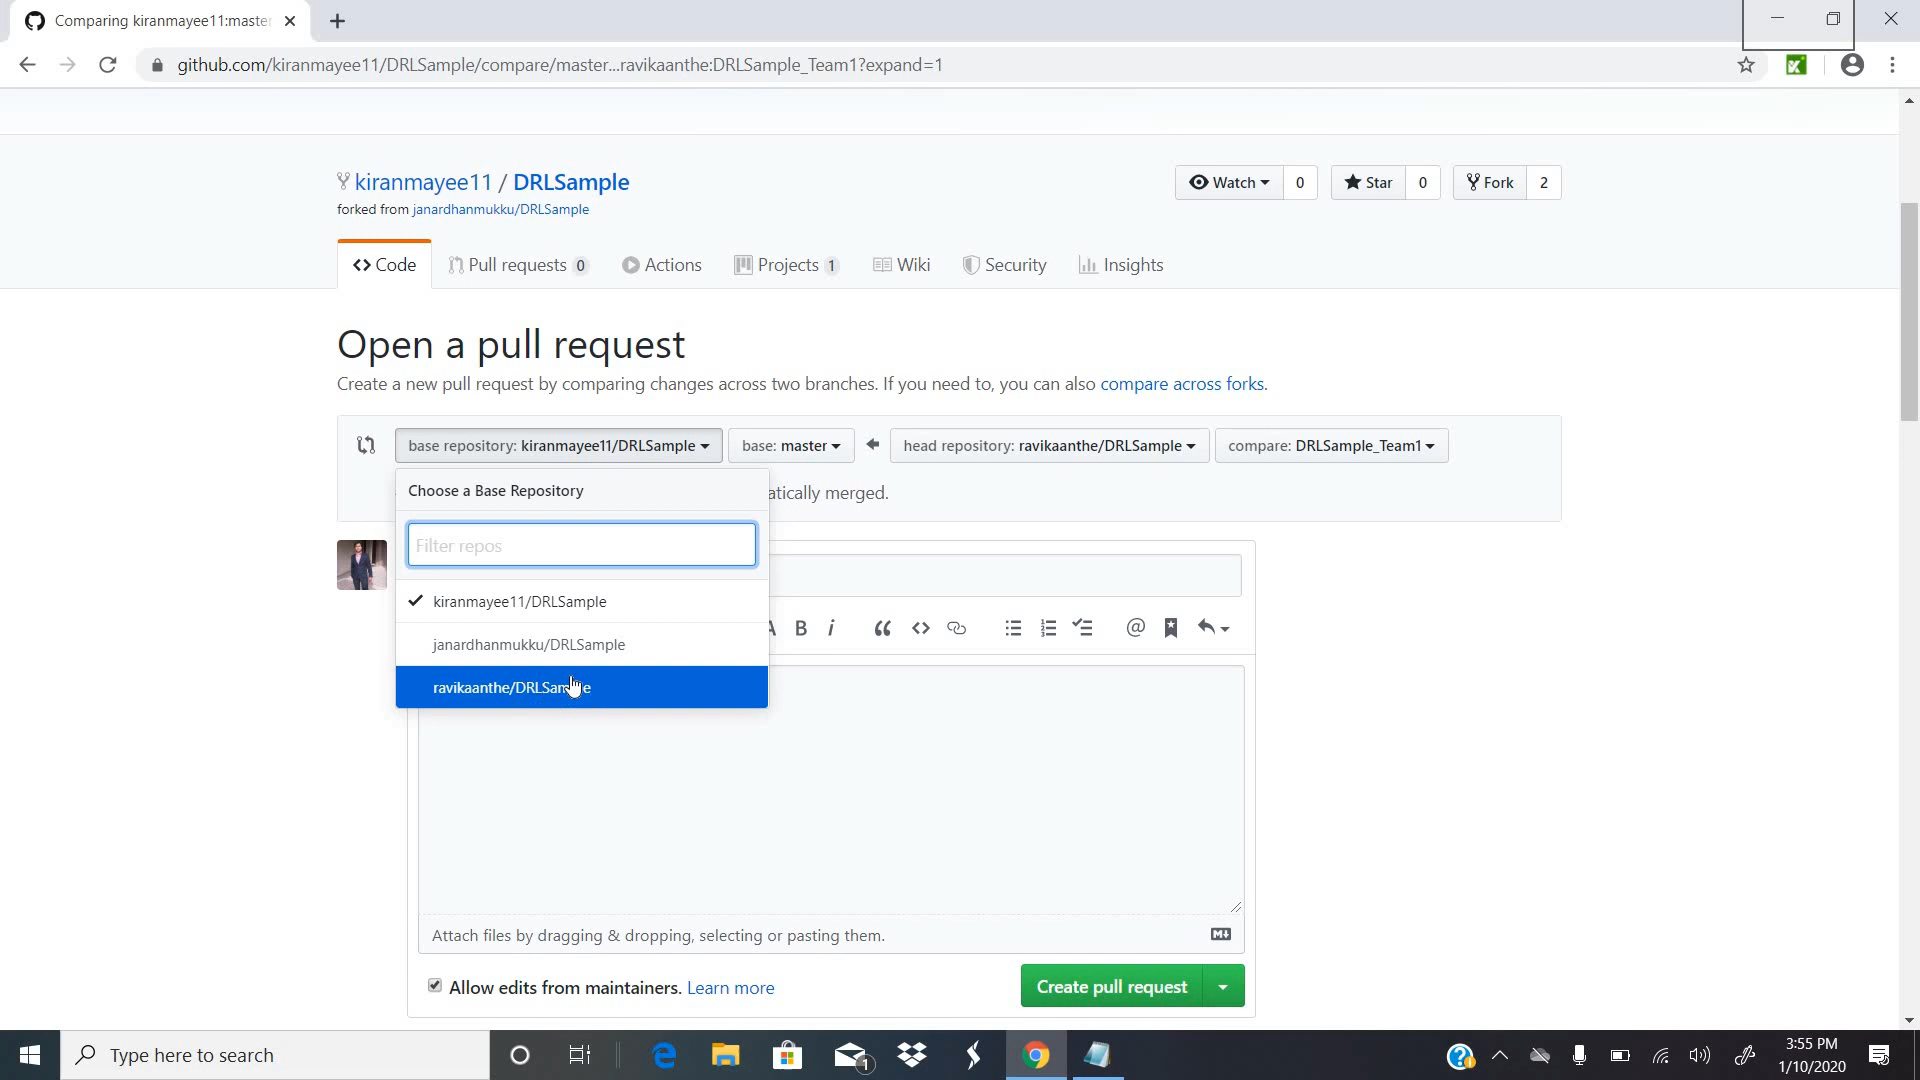 Comparing kiranmayee11:master
github.com/kiranmayee11/DRLSample/compare/master...ravikaanthe:DRLSample_Team1?expand=1
kiranmayee11 / DRLSample
Watch 0 Star 0 Fork 2
forked from janardhanmukku/DRLSample
Code Pull requests 0 Actions Projects 1 Wiki Security Insights
Open a pull request
Create a new pull request by comparing changes across two branches. If you need to, you can also compare across forks.
base repository: kiranmayee11/DRLSample base: master head repository: ravikaanthe/DRLSample compare: DRLSample_Team1
Choose a Base Repository
atically merged.
Filter repos
kiranmayee11/DRLSample
B i @
janardhanmukku/DRLSample
ravikaanthe/DRLSample
Attach files by dragging & dropping, selecting or pasting them.
Allow edits from maintainers. Learn more
Create pull request
Type here to search
1
3:55 PM
1/10/2020